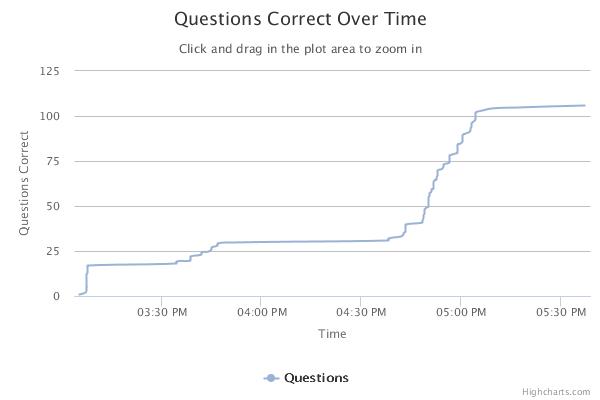 Questions Correct Over Time
Click and drag in the plot area to zoom in
Questions Correct
125
100
75
50
25
0
03:30 PM 04:00 PM 04:30 PM 05:00 PM 05:30 PM
Time
Questions
Highcharts.com